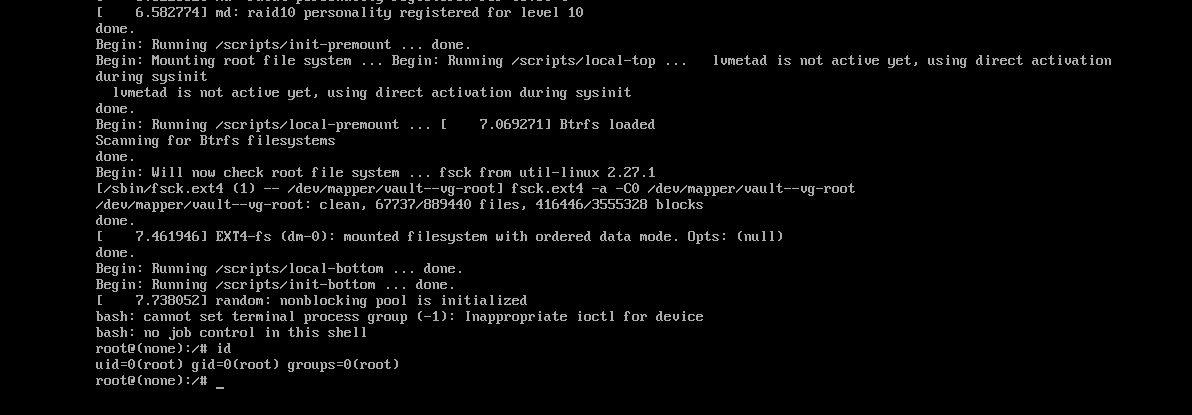 [    6.582774] md: raid10 personality registered for level 10
done.
Begin: Running /scripts/init-premount ... done.
Begin: Mounting root file system ... Begin: Running /scripts/local-top ...   lvmetad is not active yet, using direct activation
during sysinit
  lvmetad is not active yet, using direct activation during sysinit
done.
Begin: Running /scripts/local-premount ... [    7.069271] Btrfs loaded
Scanning for Btrfs filesystems
done.
Begin: Will now check root file system ... fsck from util-linux 2.27.1
[/sbin/fsck.ext4 (1) -- /dev/mapper/vault--vg-root] fsck.ext4 -a -C0 /dev/mapper/vault--vg-root
/dev/mapper/vault--vg-root: clean, 67737/889440 files, 416446/3555328 blocks
done.
[    7.461946] EXT4-fs (dm-0): mounted filesystem with ordered data mode. Opts: (null)
done.
Begin: Running /scripts/local-bottom ... done.
Begin: Running /scripts/init-bottom ... done.
[    7.738052] random: nonblocking pool is initialized
bash: cannot set terminal process group (-1): Inappropriate ioctl for device
bash: no job control in this shell
root@(none):/# id
uid=0(root) gid=0(root) groups=0(root)
root@(none):/# _